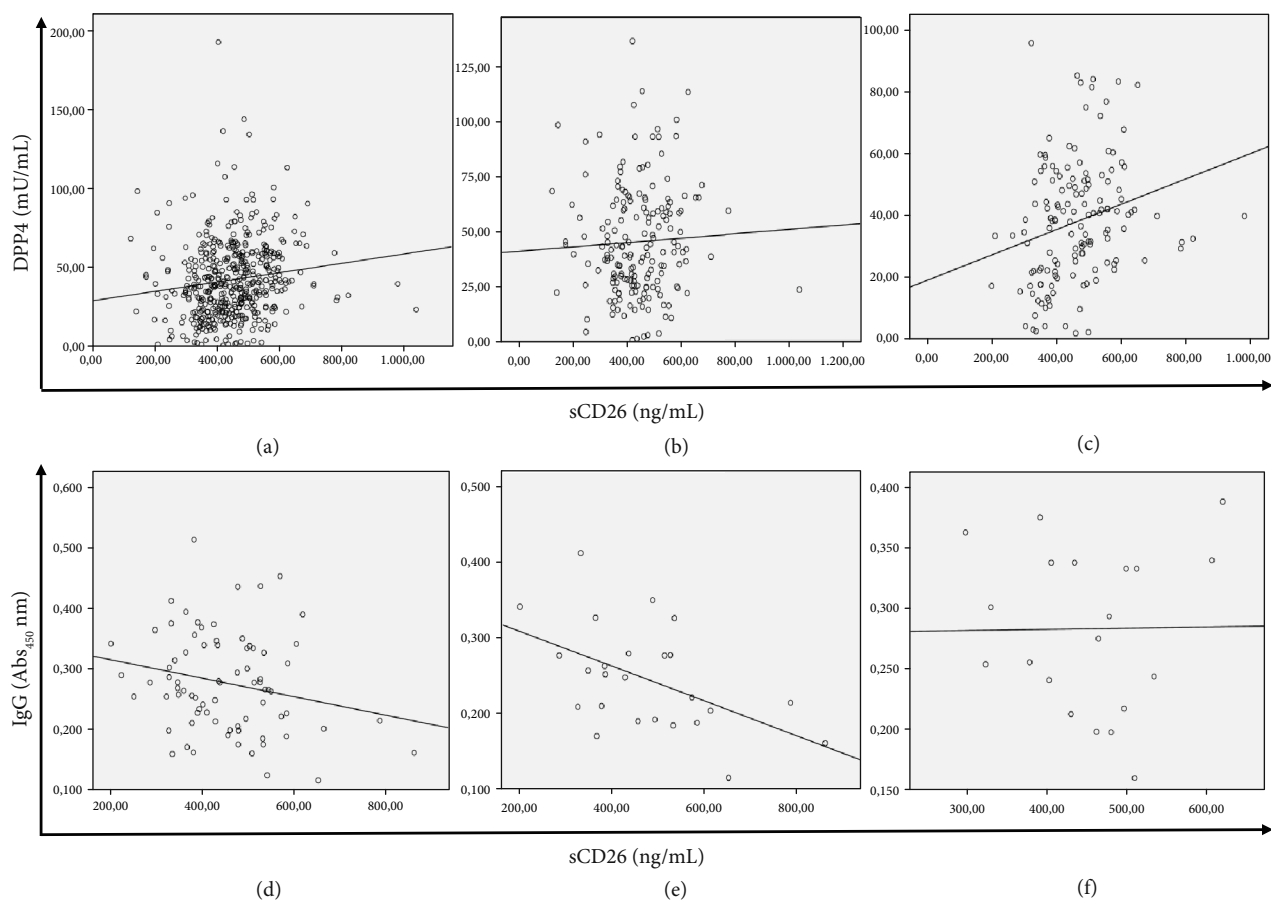 DPP4 (mU/mL)
200,00
150,00
100,00
50,00
0,00
0,00 200,00 400,00 600,00 800,00 1.000,00
125,00
100,00
75,00
50,00
25,00
0,00
0,00 200,00 400,00 600,00 800,00 1.000,00 1.200,00
100,00
80,00
60,00
40,00
20,00
0,00
0,00 200,00 400,00 600,00 800,00 1.000,00
sCD26 (ng/mL)
(a) (b) (c)
IgG (Abs450 nm)
0,600
0,500
0,400
0,300
0,200
0,100
200,00 400,00 600,00 800,00
0,500
0,400
0,300
0,200
0,100
200,00 400,00 600,00 800,00
0,400
0,350
0,300
0,250
0,200
0,150
300,00 400,00 500,00 600,00
sCD26 (ng/mL)
(d) (e) (f)